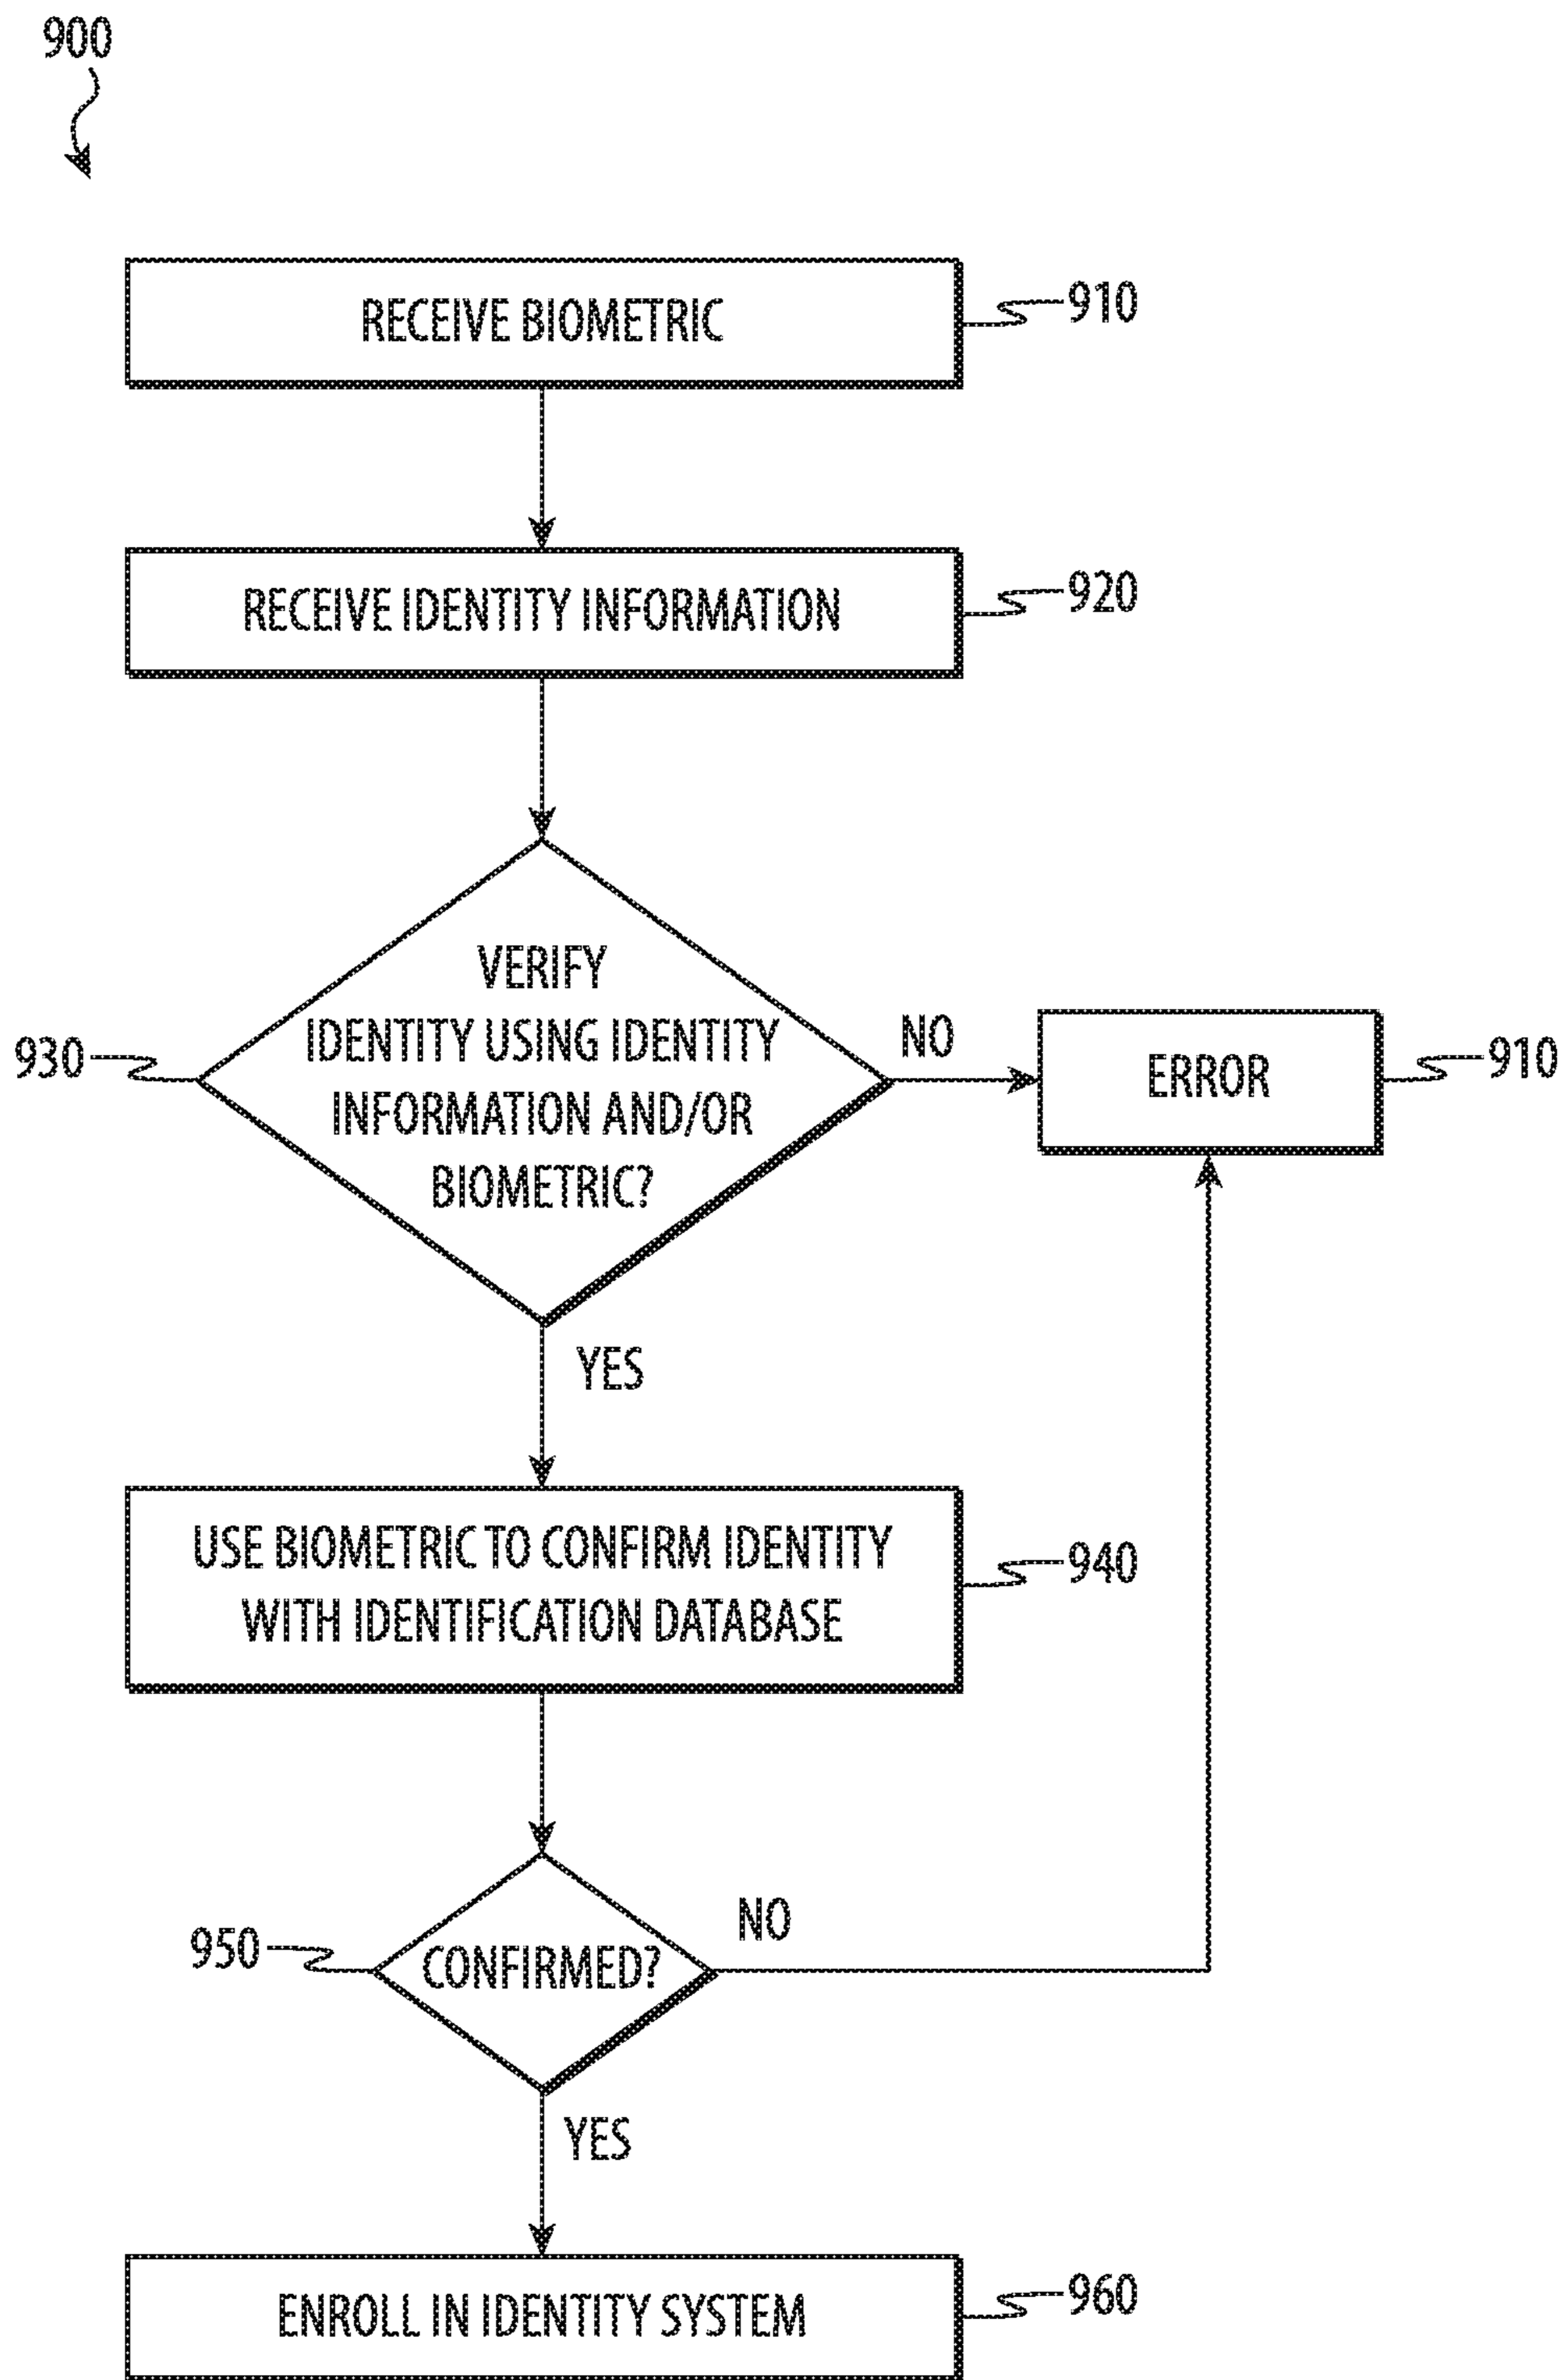 900
RECEIVE BIOMETRIC
910
RECEIVE IDENTITY INFORMATION
920
VERIFY
IDENTITY USING IDENTITY
INFORMATION AND/OR
BIOMETRIC?
930
NO
ERROR
910
YES
USE BIOMETRIC TO CONFIRM IDENTITY
WITH IDENTIFICATION DATABASE
940
950
CONFIRMED?
NO
YES
ENROLL IN IDENTITY SYSTEM
960